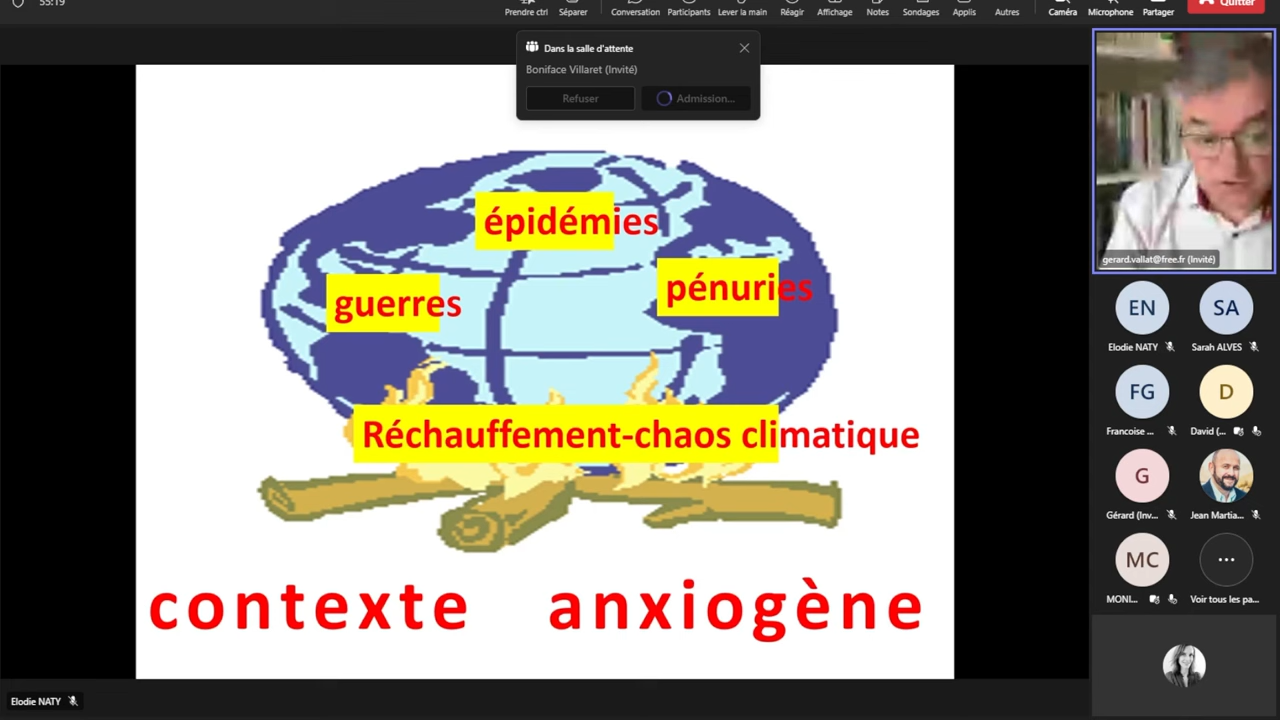 55:19
Prendre ctrl
Séparer
Conversation
Participants
Lever la main
Réagir
Affichage
Notes
Sondages
Applis
Autres
Caméra
Microphone
Partager
Quitter
Dans la salle d'attente
Boniface Villaret (Invité)
Refuser
Admission...
épidémies
pénuries
guerres
Réchauffement-chaos climatique
contexte anxiogène
gerard.vallat@free.fr (Invité)
EN
SA
Elodie NATY
Sarah ALVES
FG
D
Francoise ...
David (...
G
Gérard (Inv...
Jean Martia...
MC
...
MONI...
Voir tous les pa...
Elodie NATY